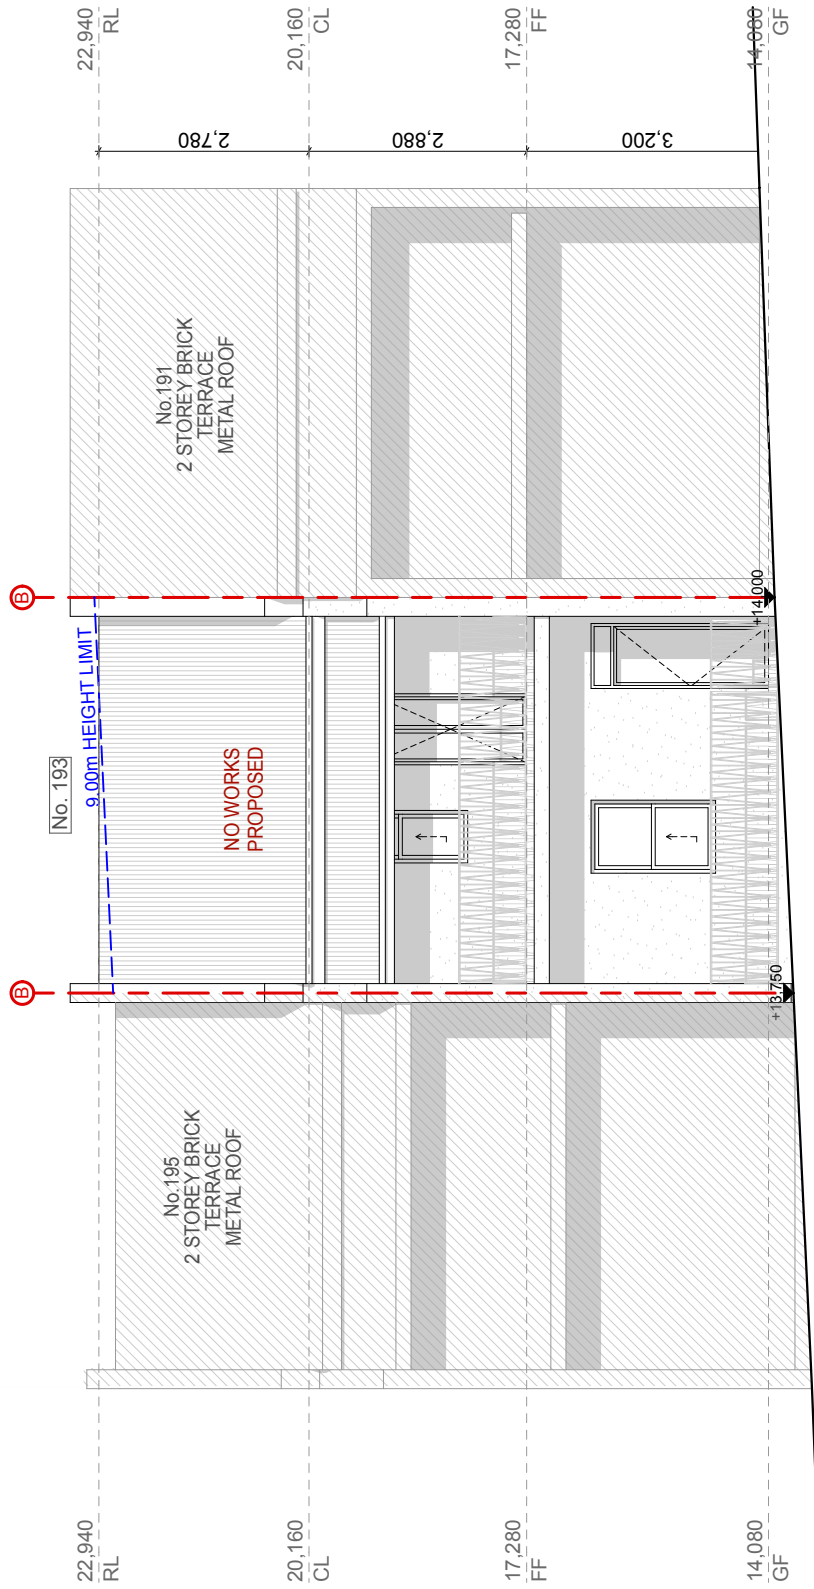 22,940
RL
20,160
CL
17,280
FF
14,080
GF
2,780
2,880
3,200
No.195
2 STOREY BRICK
TERRACE
METAL ROOF
No. 193
9.00m HEIGHT LIMIT
NO WORKS
PROPOSED
No.191
2 STOREY BRICK
TERRACE
METAL ROOF
B
B
+13,750
+14,000
22,940
RL
20,160
CL
17,280
FF
14,080
GF